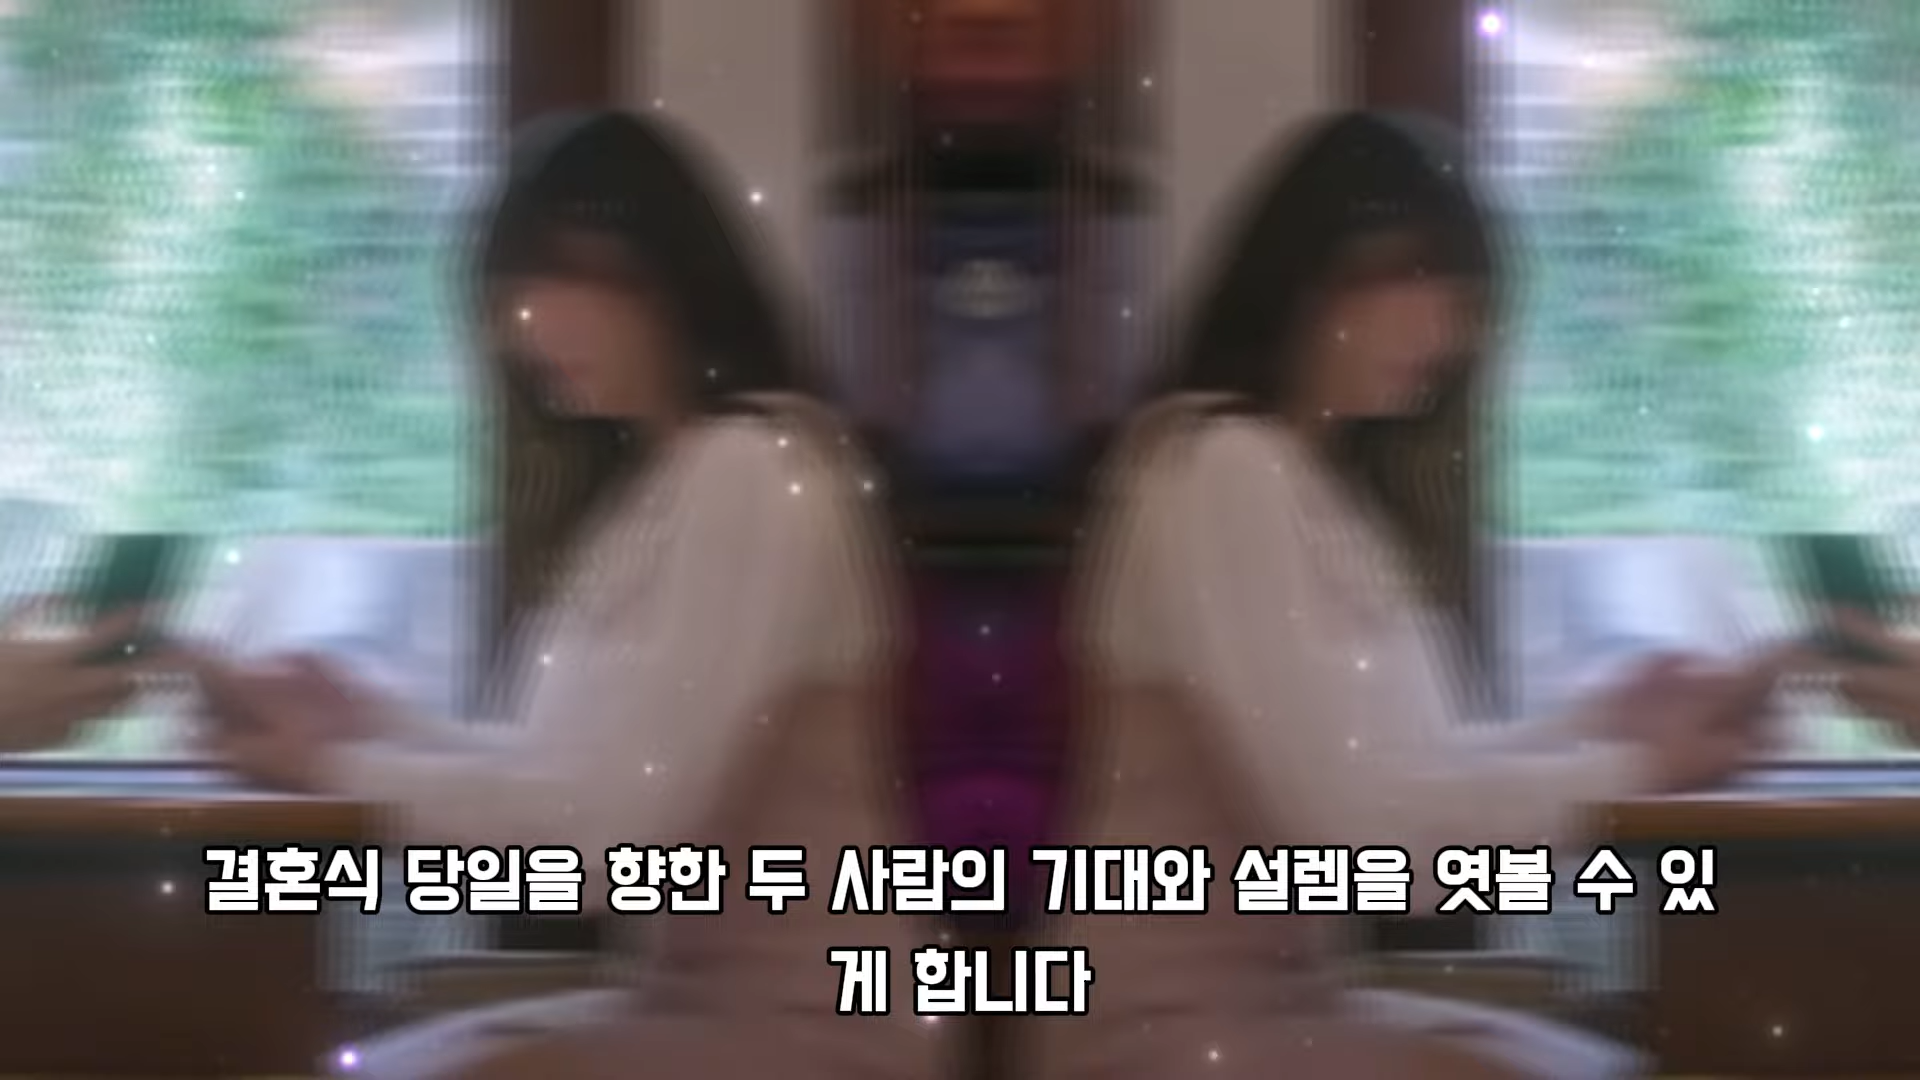 결혼식 당일을 향한 두 사람의 기대와 설렘을 엿볼 수 있
게 합니다